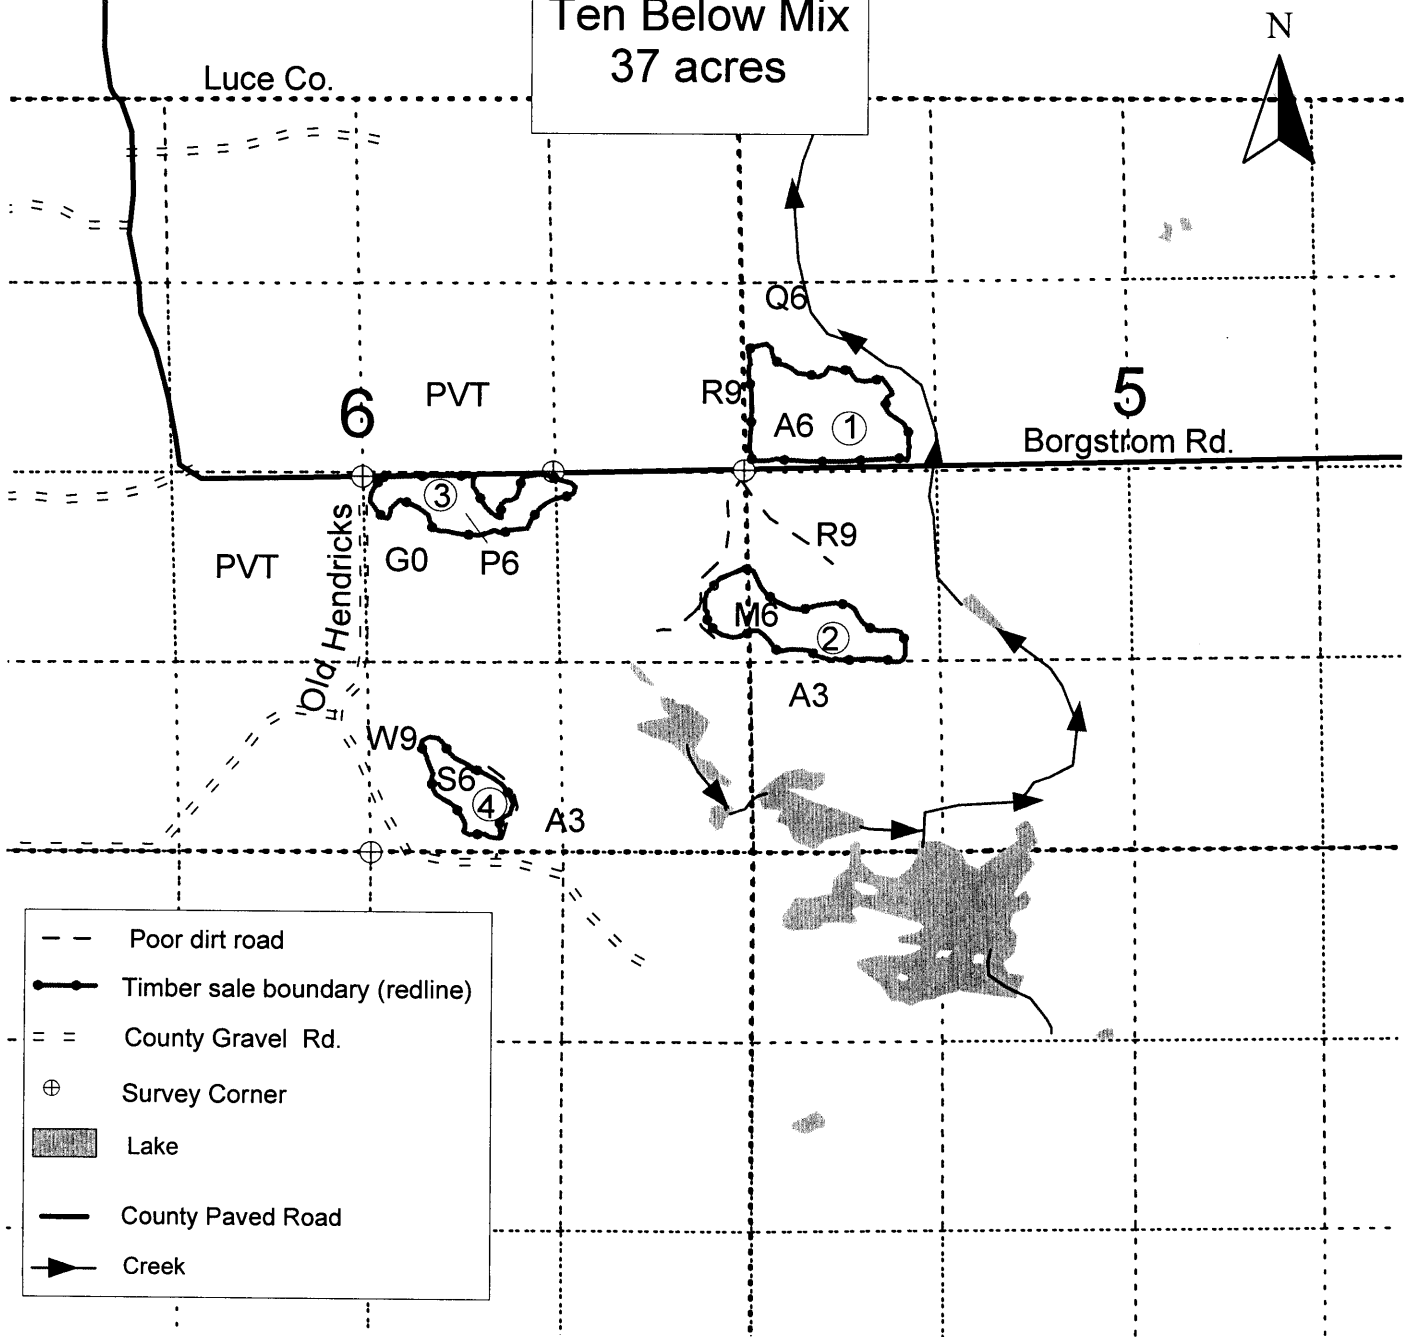 Ten Below Mix
37 acres
N
Luce Co.
Q6
PVT
R9
6
5
A6
1
Borgstrom Rd.
3
Old Hendricks
R9
PVT
G0
P6
M6
2
A3
W9
S6
4
A3
Poor dirt road
Timber sale boundary (redline)
County Gravel Rd.
Survey Corner
Lake
County Paved Road
Creek